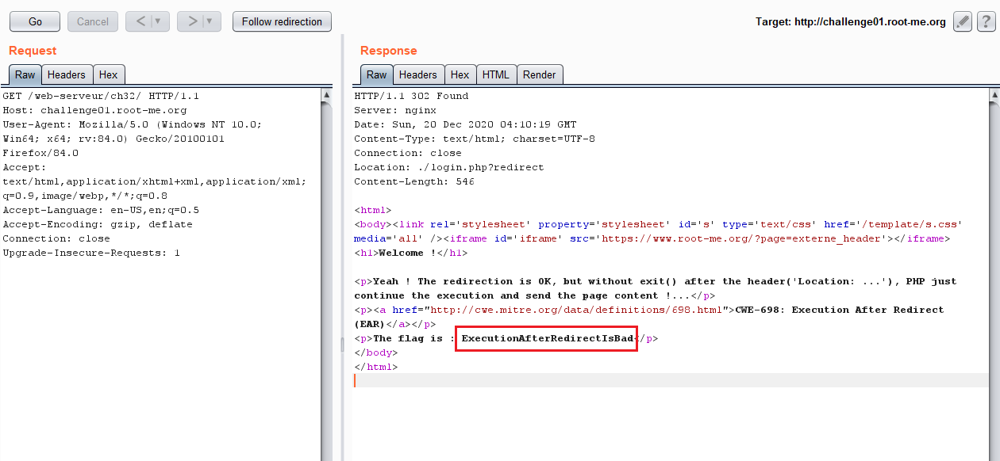 Go Cancel < > Follow redirection Target: http://challenge01.root-me.org ?
Request
Raw Headers Hex
GET /web-serveur/ch32/ HTTP/1.1
Host: challenge01.root-me.org
User-Agent: Mozilla/5.0 (Windows NT 10.0;
Win64; x64; rv:84.0) Gecko/20100101
Firefox/84.0
Accept:
text/html,application/xhtml+xml,application/xml;
q=0.9,image/webp,*/*;q=0.8
Accept-Language: en-US,en;q=0.5
Accept-Encoding: gzip, deflate
Connection: close
Upgrade-Insecure-Requests: 1
Response
Raw Headers Hex HTML Render
HTTP/1.1 302 Found
Server: nginx
Date: Sun, 20 Dec 2020 04:10:19 GMT
Content-Type: text/html; charset=UTF-8
Connection: close
Location: ./login.php?redirect
Content-Length: 546
<html>
<body><link rel='stylesheet' property='stylesheet' id='s' type='text/css' href='/template/s.css'
media='all' /><iframe id='iframe' src='https://www.root-me.org/?page=externe_header'></iframe>
<h1>Welcome !</h1>
<p>Yeah ! The redirection is OK, but without exit() after the header('Location: ...'), PHP just
continue the execution and send the page content !...</p>
<p><a href="http://cwe.mitre.org/data/definitions/698.html">CWE-698: Execution After Redirect
(EAR)</a></p>
<p>The flag is : ExecutionAfterRedirectIsBad</p>
</body>
</html>